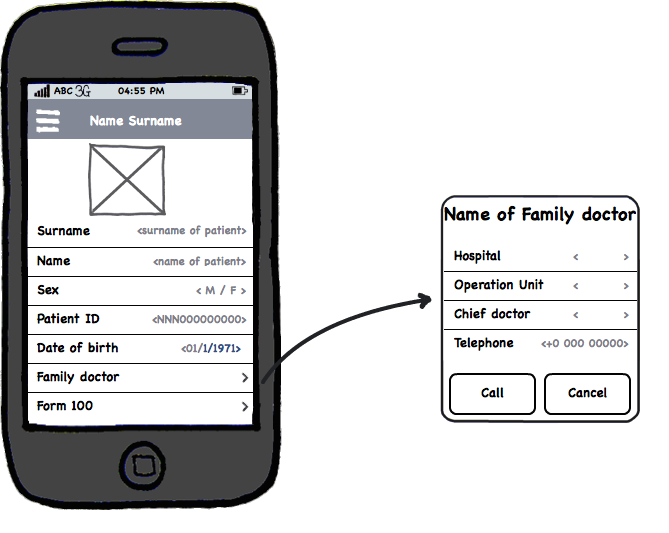 ABC 3G 04:55 PM
Name Surname
Surname <surname of patient>
Name <name of patient>
Sex < M / F >
Patient ID <NNN000000000>
Date of birth <01/1/1971>
Family doctor >
Form 100 >
Name of Family doctor
Hospital < >
Operation Unit < >
Chief doctor < >
Telephone <+0 000 00000>
Call Cancel